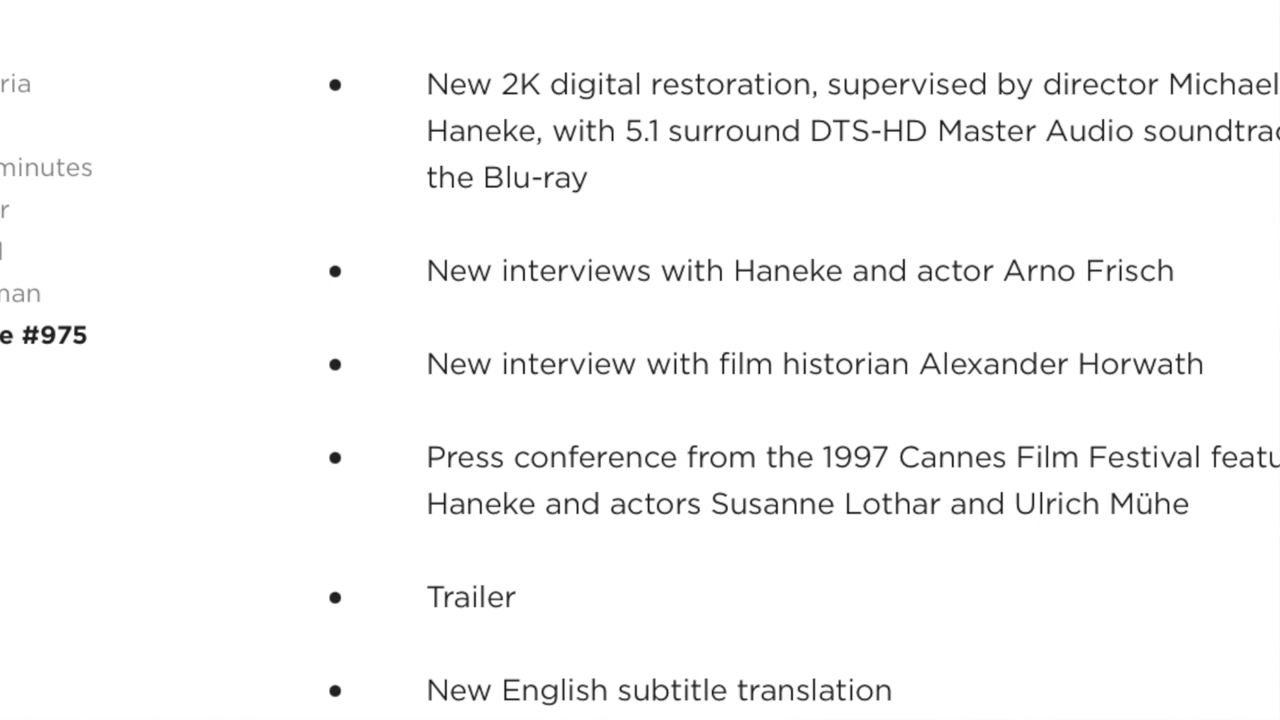 ria
minutes
r
l
man
e #975
• New 2K digital restoration, supervised by director Michael
Haneke, with 5.1 surround DTS-HD Master Audio soundtrac
the Blu-ray
• New interviews with Haneke and actor Arno Frisch
• New interview with film historian Alexander Horwath
• Press conference from the 1997 Cannes Film Festival featu
Haneke and actors Susanne Lothar and Ulrich Mühe
• Trailer
• New English subtitle translation